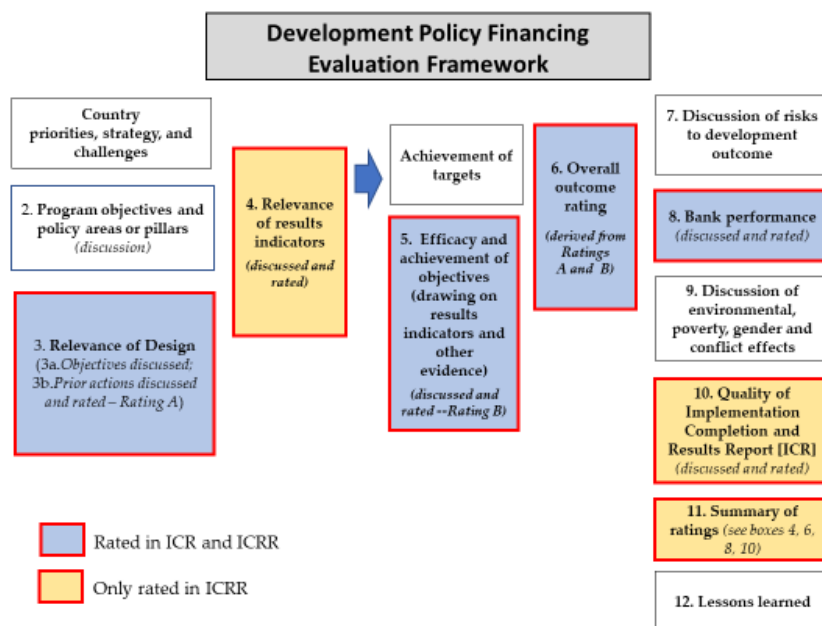 Development Policy Financing
Evaluation Framework
Country
priorities, strategy, and
challenges
2. Program objectives and
policy areas or pillars
(discussion)
3. Relevance of Design
(3a.Objectives discussed;
3b.Prior actions discussed
and rated – Rating A)
4. Relevance
of results
indicators
(discussed and
rated)
Achievement of
targets
5. Efficacy and
achievement of
objectives
(drawing on
results
indicators and
other
evidence)
(discussed and
rated --Rating B)
6. Overall
outcome
rating
(derived from
Ratings
A and B)
7. Discussion of risks
to development
outcome
8. Bank performance
(discussed and rated)
9. Discussion of
environmental,
poverty, gender and
conflict effects
10. Quality of
Implementation
Completion and
Results Report [ICR]
(discussed and rated)
11. Summary of
ratings (see boxes 4, 6,
8, 10)
12. Lessons learned
Rated in ICR and ICRR
Only rated in ICRR